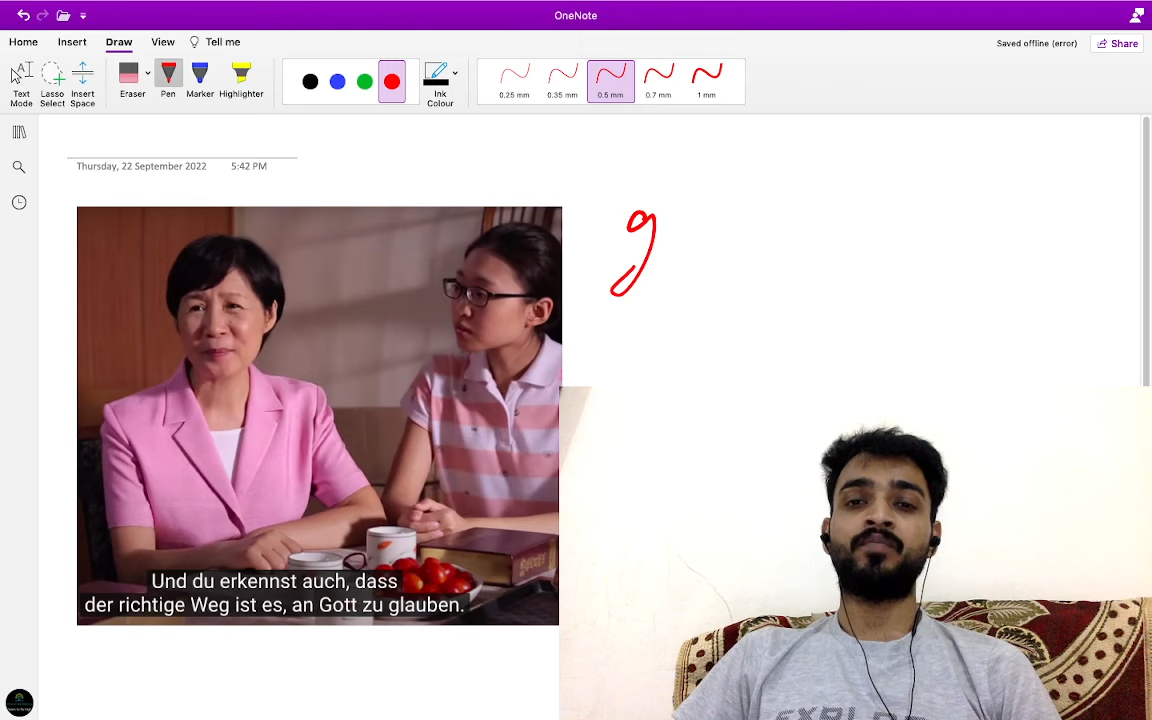 OneNote
Home Insert Draw View Tell me
Saved offline (error) Share
Text Mode
Lasso Select
Insert Space
Eraser
Pen
Marker
Highlighter
Ink Colour
0.25 mm
0.35 mm
0.5 mm
0.7 mm
1 mm
Thursday, 22 September 2022 5:42 PM
g
Und du erkennst auch, dass
der richtige Weg ist es, an Gott zu glauben.